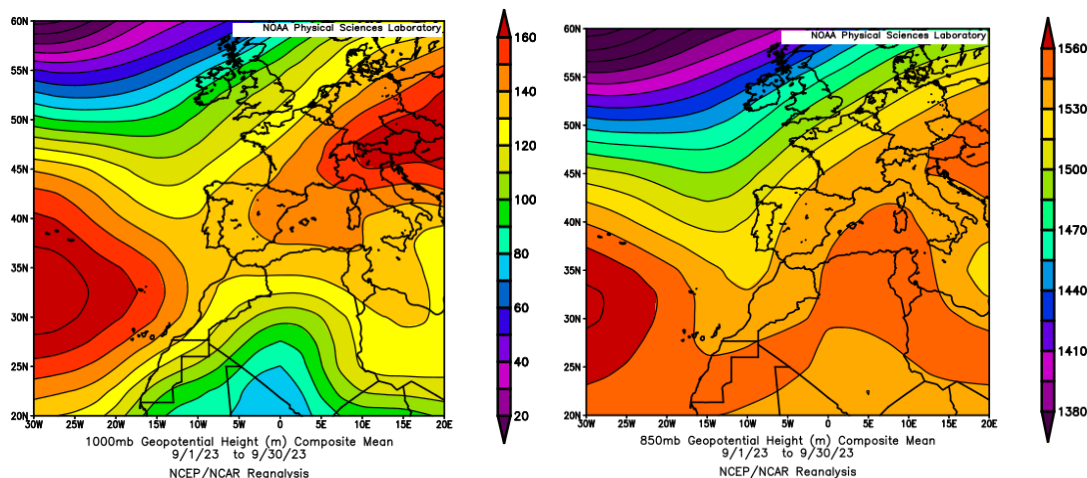 NOAA Physical Sciences Laboratory
60N
55N
50N
45N
40N
35N
30N
25N
20N
30W 25W 20W 15W 10W 5W 0 5E 10E 15E 20E
160
140
120
100
80
60
40
20
1000mb Geopotential Height (m) Composite Mean
9/1/23 to 9/30/23
NCEP/NCAR Reanalysis
NOAA Physical Sciences Laboratory
60N
55N
50N
45N
40N
35N
30N
25N
20N
30W 25W 20W 15W 10W 5W 0 5E 10E 15E 20E
1560
1530
1500
1470
1440
1410
1380
850mb Geopotential Height (m) Composite Mean
9/1/23 to 9/30/23
NCEP/NCAR Reanalysis